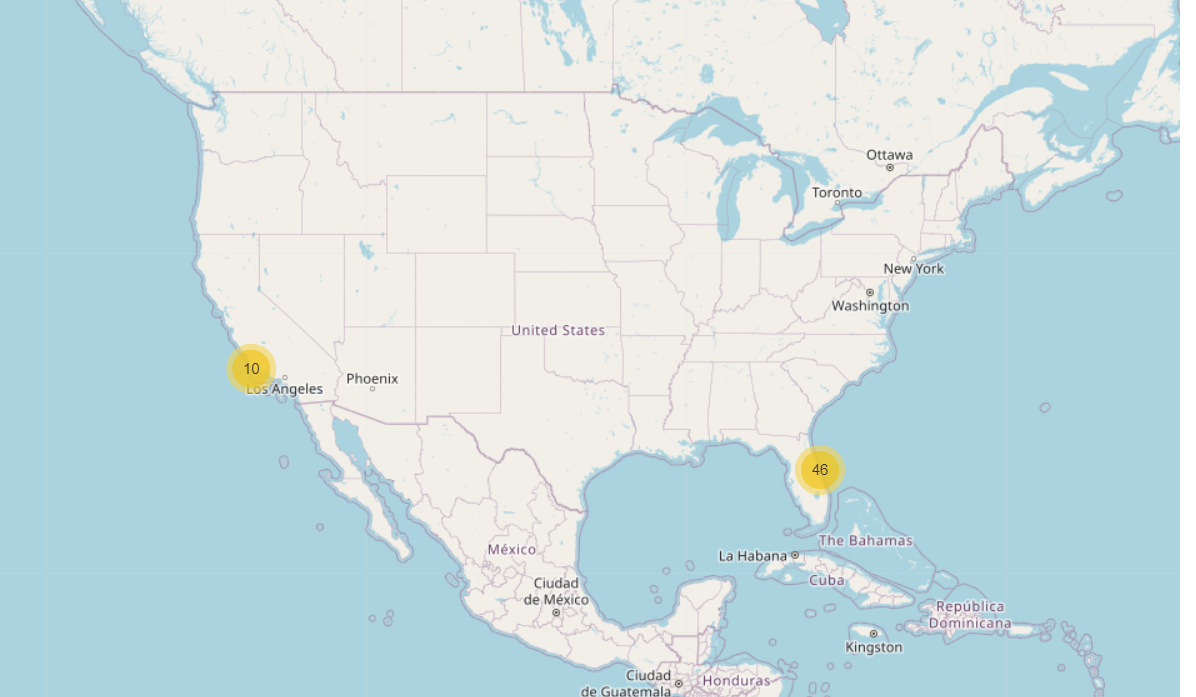 Ottawa
Toronto
New York
Washington
United States
10
Los Angeles
Phoenix
46
México
Ciudad
de México
La Habana
The Bahamas
Cuba
República
Dominicana
Kingston
Ciudad
de Guatemala
Honduras